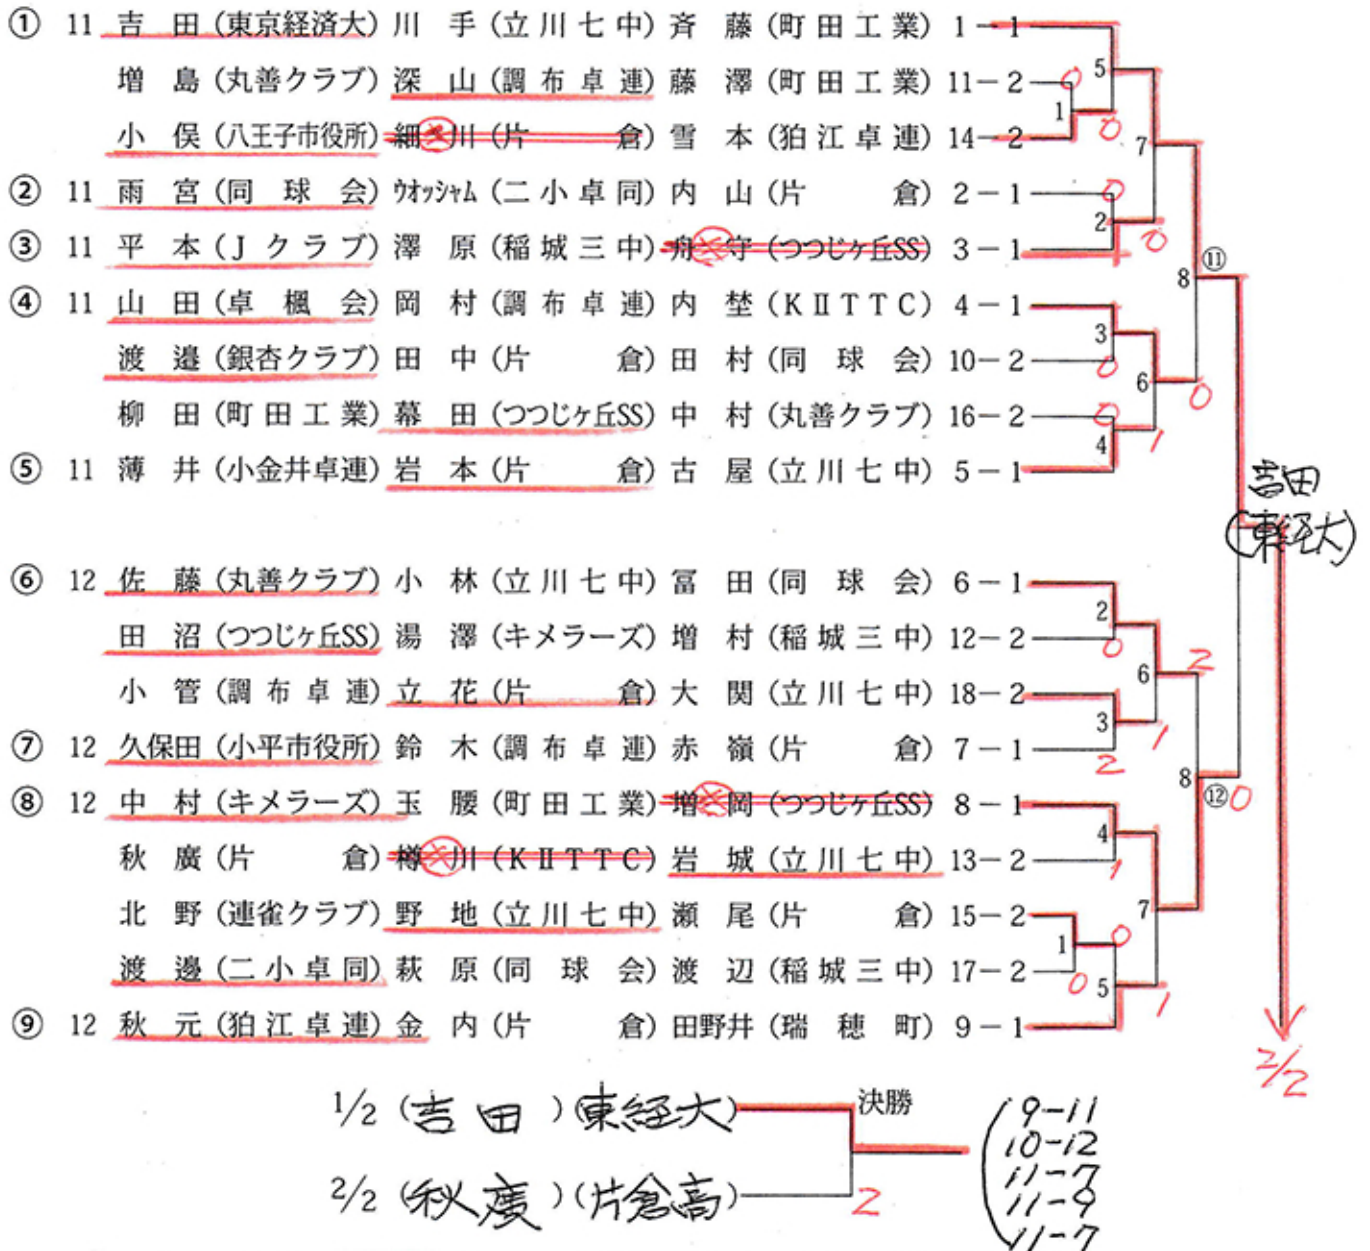 ① 11 吉田(東京経済大) 川手(立川七中) 斉藤(町田工業) 1-1
増島(丸善クラブ) 深山(調布卓連) 藤澤(町田工業) 11-2 0 5
小俣(八王子市役所) 細川(片倉) 雪本(狛江卓連) 14-2 1 0 7
② 11 雨宮(同球会) ウオッシャム(二小卓同) 内山(片倉) 2-1 0
③ 11 平本(Jクラブ) 澤原(稲城三中) 舟守(つつじヶ丘SS) 3-1 2 0 8 ⑪
④ 11 山田(卓楓会) 岡村(調布卓連) 内埜(KⅡTTC) 4-1
渡邉(銀杏クラブ) 田中(片倉) 田村(同球会) 10-2 3 0 6 0
柳田(町田工業) 幕田(つつじヶ丘SS) 中村(丸善クラブ) 16-2 0 1
⑤ 11 薄井(小金井卓連) 岩本(片倉) 古屋(立川七中) 5-1 4
吉田
(東経大)
⑥ 12 佐藤(丸善クラブ) 小林(立川七中) 冨田(同球会) 6-1
田沼(つつじヶ丘SS) 湯澤(キメラーズ) 増村(稲城三中) 12-2 2 0 2
小管(調布卓連) 立花(片倉) 大関(立川七中) 18-2 6
⑦ 12 久保田(小平市役所) 鈴木(調布卓連) 赤嶺(片倉) 7-1 3 2 1
⑧ 12 中村(キメラーズ) 玉腰(町田工業) 増岡(つつじヶ丘SS) 8-1 8 ⑫ 0
秋廣(片倉) 樽川(KⅡTTC) 岩城(立川七中) 13-2 4 1
北野(連雀クラブ) 野地(立川七中) 瀬尾(片倉) 15-2 0 7
渡邊(二小卓同) 萩原(同球会) 渡辺(稲城三中) 17-2 1 0 5 1
⑨ 12 秋元(狛江卓連) 金内(片倉) 田野井(瑞穂町) 9-1
2/2
1/2(吉田)(東経大) 決勝
2/2(秋廣)(片倉高) 2
9-11
10-12
11-7
11-9
11-7